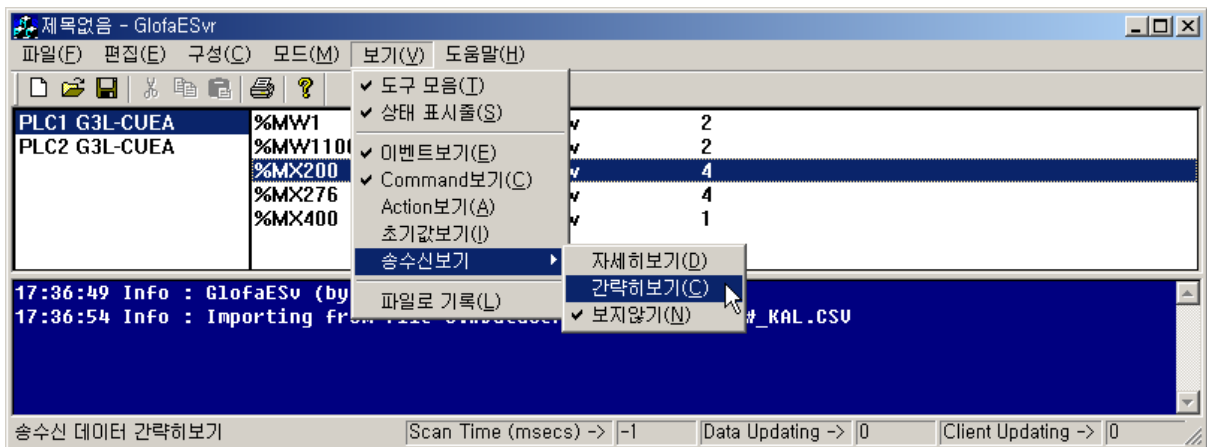 제목없음 - GlofaESvr
파일(F) 편집(E) 구성(C) 모드(M) 보기(V) 도움말(H)
도구 모음(T)
상태 표시줄(S)
이벤트보기(E)
Command보기(C)
Action보기(A)
초기값보기(I)
송수신보기
파일로 기록(L)
자세히보기(D)
간략히보기(C)
보지않기(N)
PLC1 G3L-CUEA
PLC2 G3L-CUEA
%MW1 2
%MW1100 2
%MX200 4
%MX276 4
%MX400 1
17:36:49 Info : GlofaESv (by
17:36:54 Info : Importing from #_KAL.CSV
송수신 데이터 간략히보기 Scan Time (msecs) -> -1 Data Updating -> 0 Client Updating -> 0